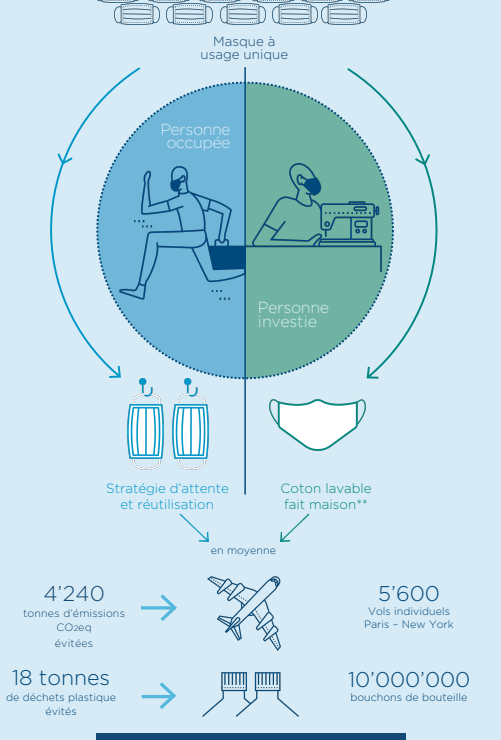 Masque à
usage unique
Personne
occupée
Personne
investie
Stratégie d'attente
et réutilisation
Coton lavable
fait maison**
en moyenne
4'240
tonnes d'émissions
CO2eq
évitées
5'600
Vols individuels
Paris – New York
18 tonnes
de déchets plastique
évités
10'000'000
bouchons de bouteille